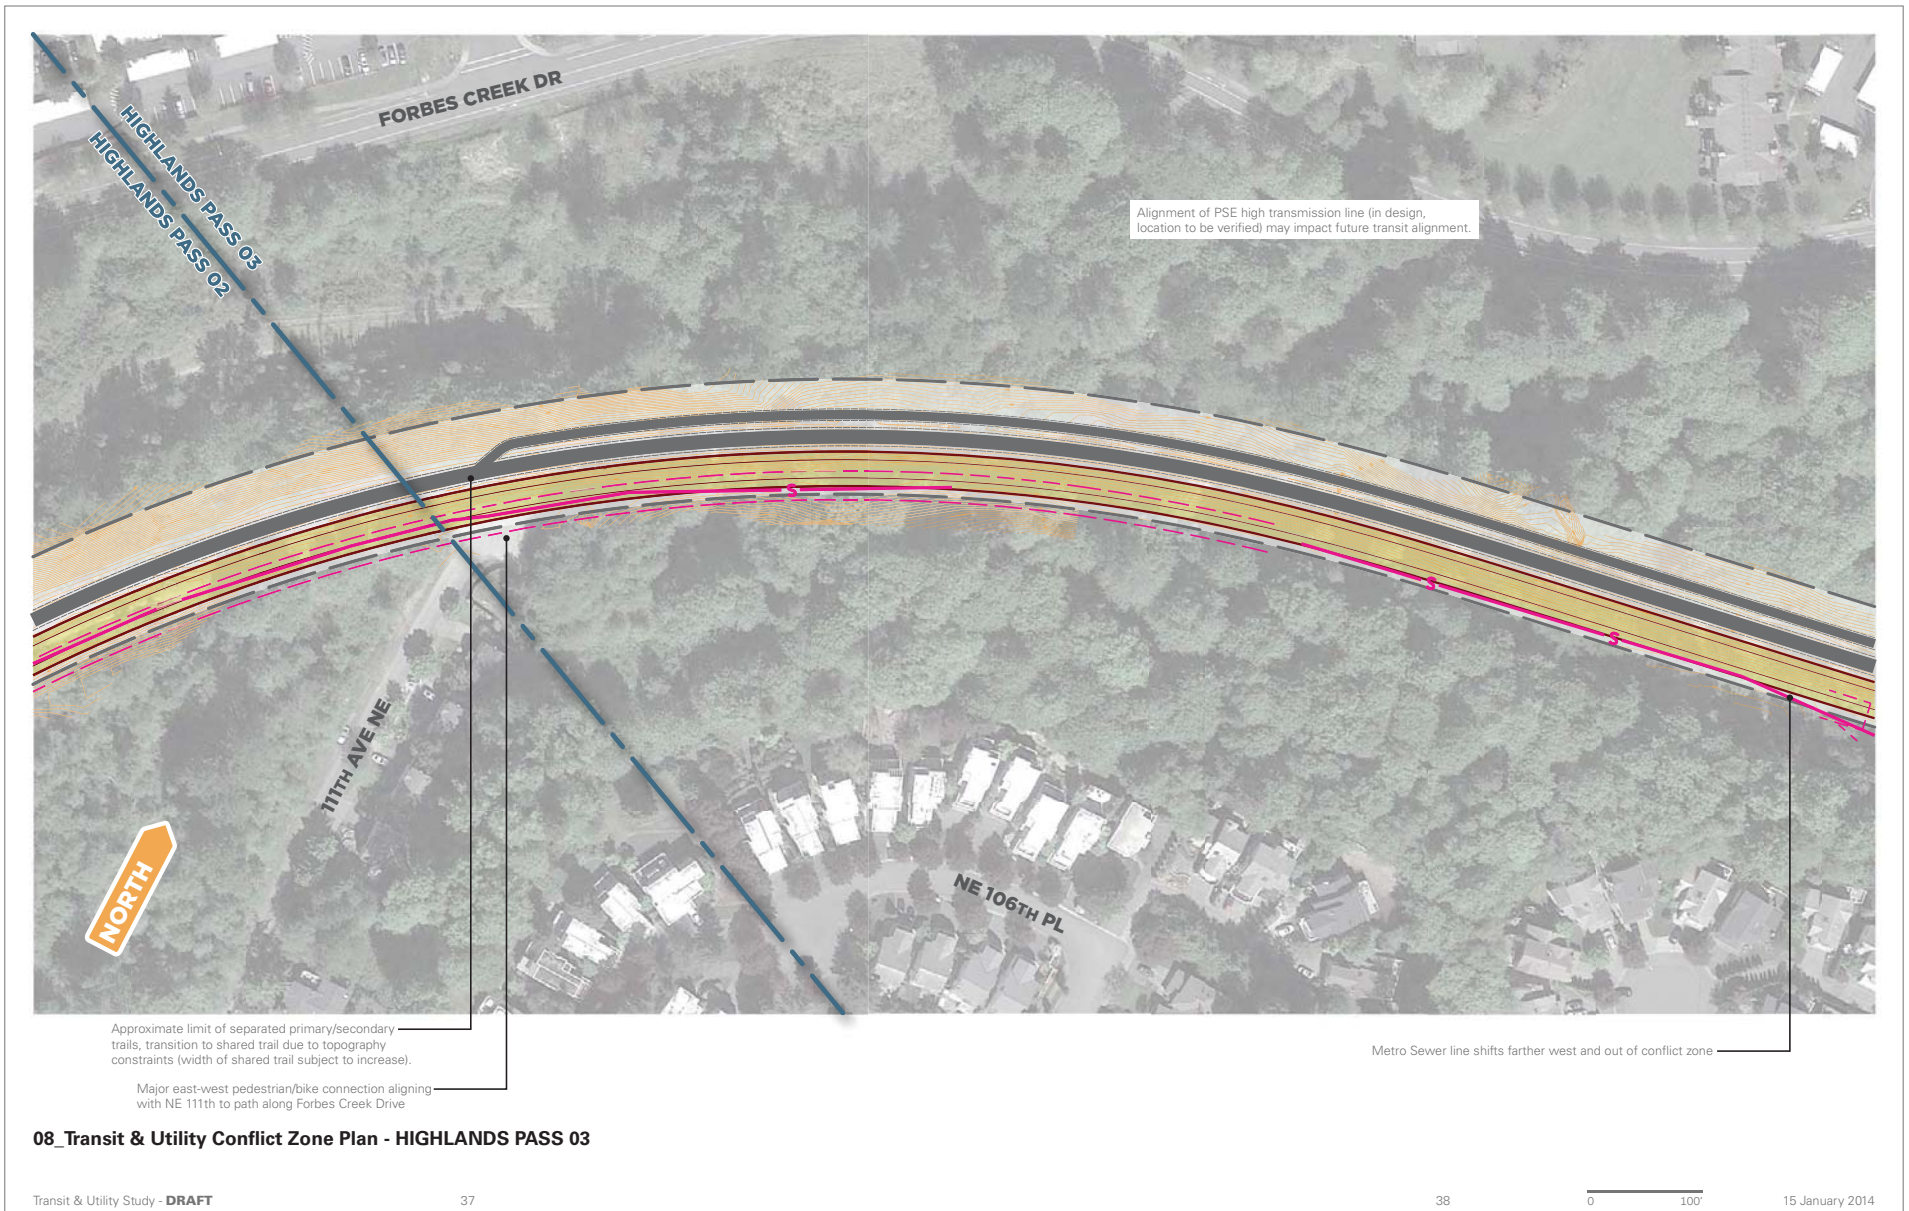 FORBES CREEK DR
HIGHLANDS PASS 03
HIGHLANDS PASS 02
Alignment of PSE high transmission line (in design,
location to be verified) may impact future transit alignment.
S
S
S
111TH AVE NE
NE 106TH PL
NORTH
Approximate limit of separated primary/secondary
trails, transition to shared trail due to topography
constraints (width of shared trail subject to increase).
Metro Sewer line shifts farther west and out of conflict zone
Major east-west pedestrian/bike connection aligning
with NE 111th to path along Forbes Creek Drive
08_Transit & Utility Conflict Zone Plan - HIGHLANDS PASS 03
Transit & Utility Study - DRAFT
37
38
0 100'
15 January 2014